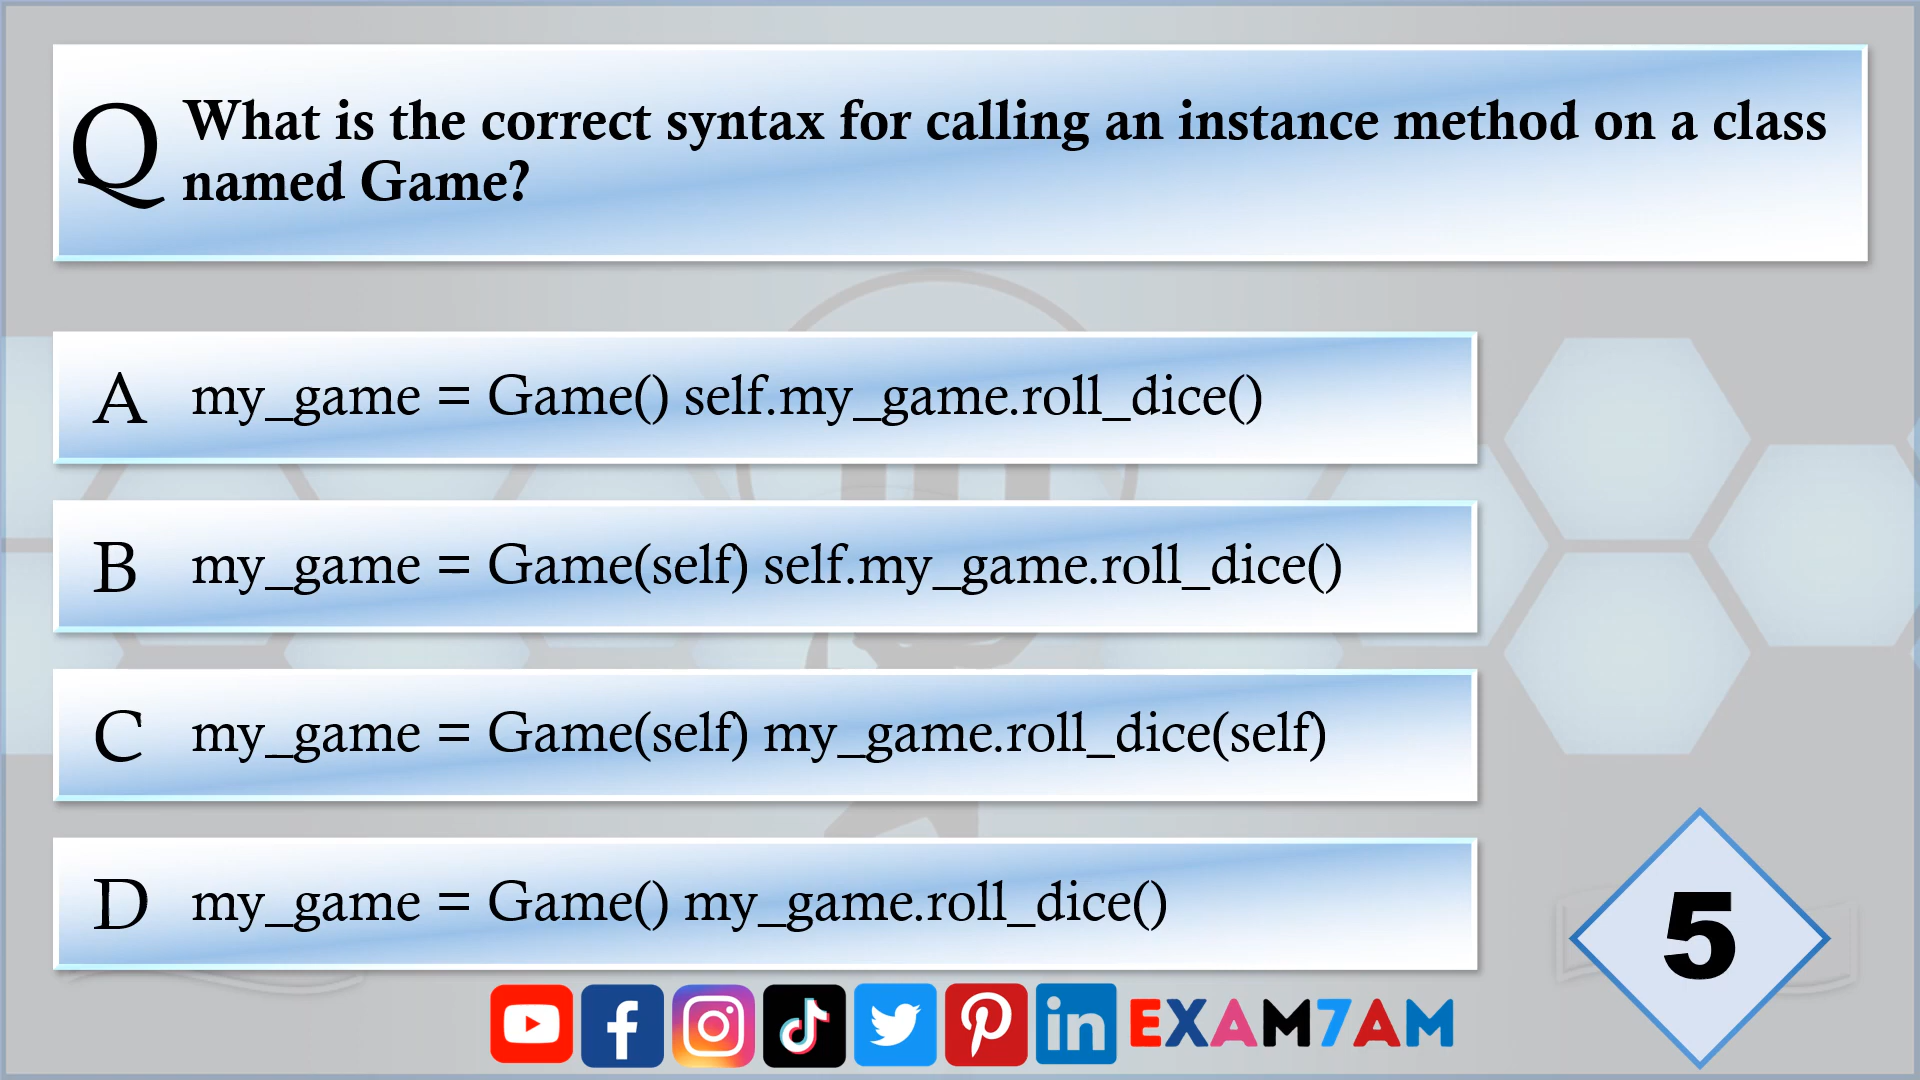 Q What is the correct syntax for calling an instance method on a class
named Game?
A my_game = Game() self.my_game.roll_dice()
B my_game = Game(self) self.my_game.roll_dice()
C my_game = Game(self) my_game.roll_dice(self)
D my_game = Game() my_game.roll_dice()
5
EXAM7AM